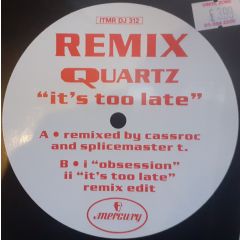 ITMR DJ 312
REMIX
QUARTZ
"it's too late"
A • remixed by cassroc
and splicemaster t.
B • i "obsession"
ii "it's too late"
remix edit
mercury